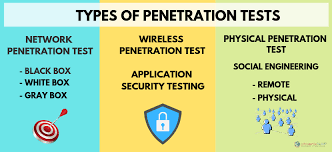 TYPES OF PENETRATION TESTS
NETWORK
PENETRATION TEST
- BLACK BOX
- WHITE BOX
- GRAY BOX
WIRELESS
PENETRATION TEST
APPLICATION
SECURITY TESTING
PHYSICAL PENETRATION
TEST
SOCIAL ENGINEERING
- REMOTE
- PHYSICAL